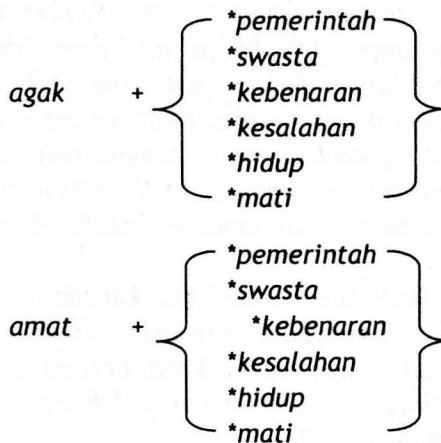 *pemerintah
*swasta
agak + *kebenaran
*kesalahan
*hidup
*mati
*pemerintah
*swasta
amat + *kebenaran
*kesalahan
*hidup
*mati